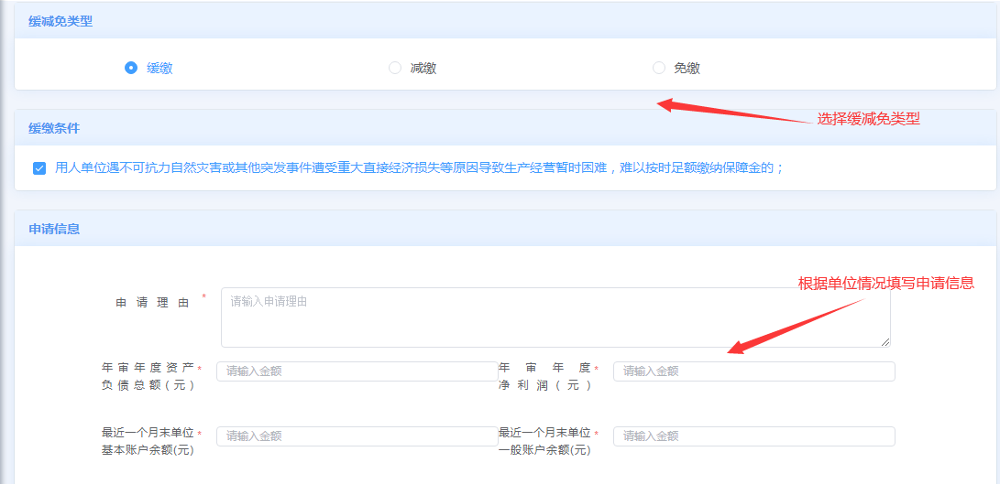 缓减免类型
缓缴 减缴 免缴
选择缓减免类型
缓缴条件
用人单位遇不可抗力自然灾害或其他突发事件遭受重大直接经济损失等原因导致生产经营暂时困难，难以按时足额缴纳保障金的；
申请信息
根据单位情况填写申请信息
申请理由 * 请输入申请理由
年审年度资产 * 请输入金额 年审年度 * 请输入金额
负债总额(元) 净利润(元)
最近一个月末单位 * 请输入金额 最近一个月末单位 * 请输入金额
基本账户余额(元) 一般账户余额(元)